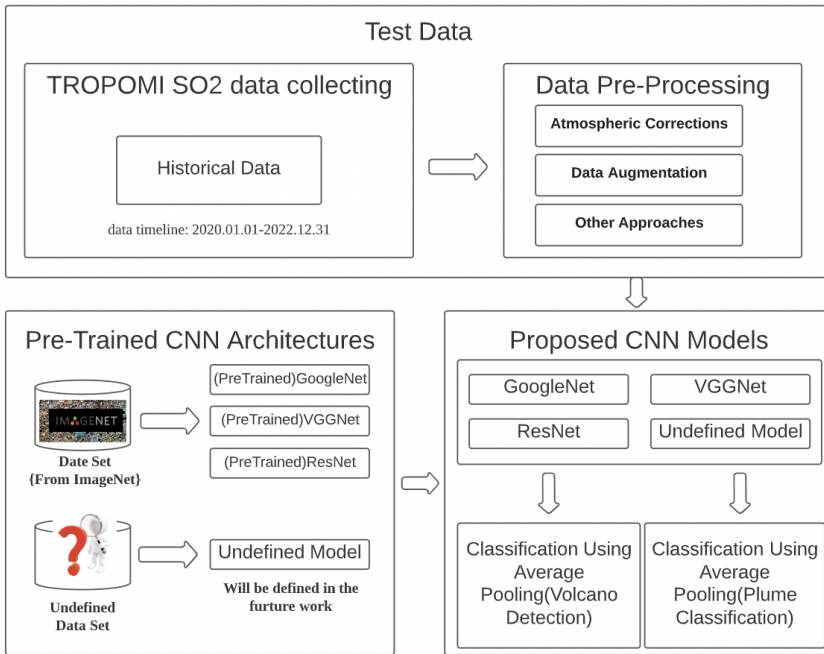 Test Data
TROPOMI SO2 data collecting
Historical Data
data timeline: 2020.01.01-2022.12.31
Data Pre-Processing
Atmospheric Corrections
Data Augmentation
Other Approaches
Pre-Trained CNN Architectures
IMAGENET
Date Set
{From ImageNet}
(PreTrained)GoogleNet
(PreTrained)VGGNet
(PreTrained)ResNet
Undefined
Data Set
Undefined Model
Will be defined in the
furture work
Proposed CNN Models
GoogleNet
VGGNet
ResNet
Undefined Model
Classification Using
Average
Pooling(Volcano
Detection)
Classification Using
Average
Pooling(Plume
Classification)